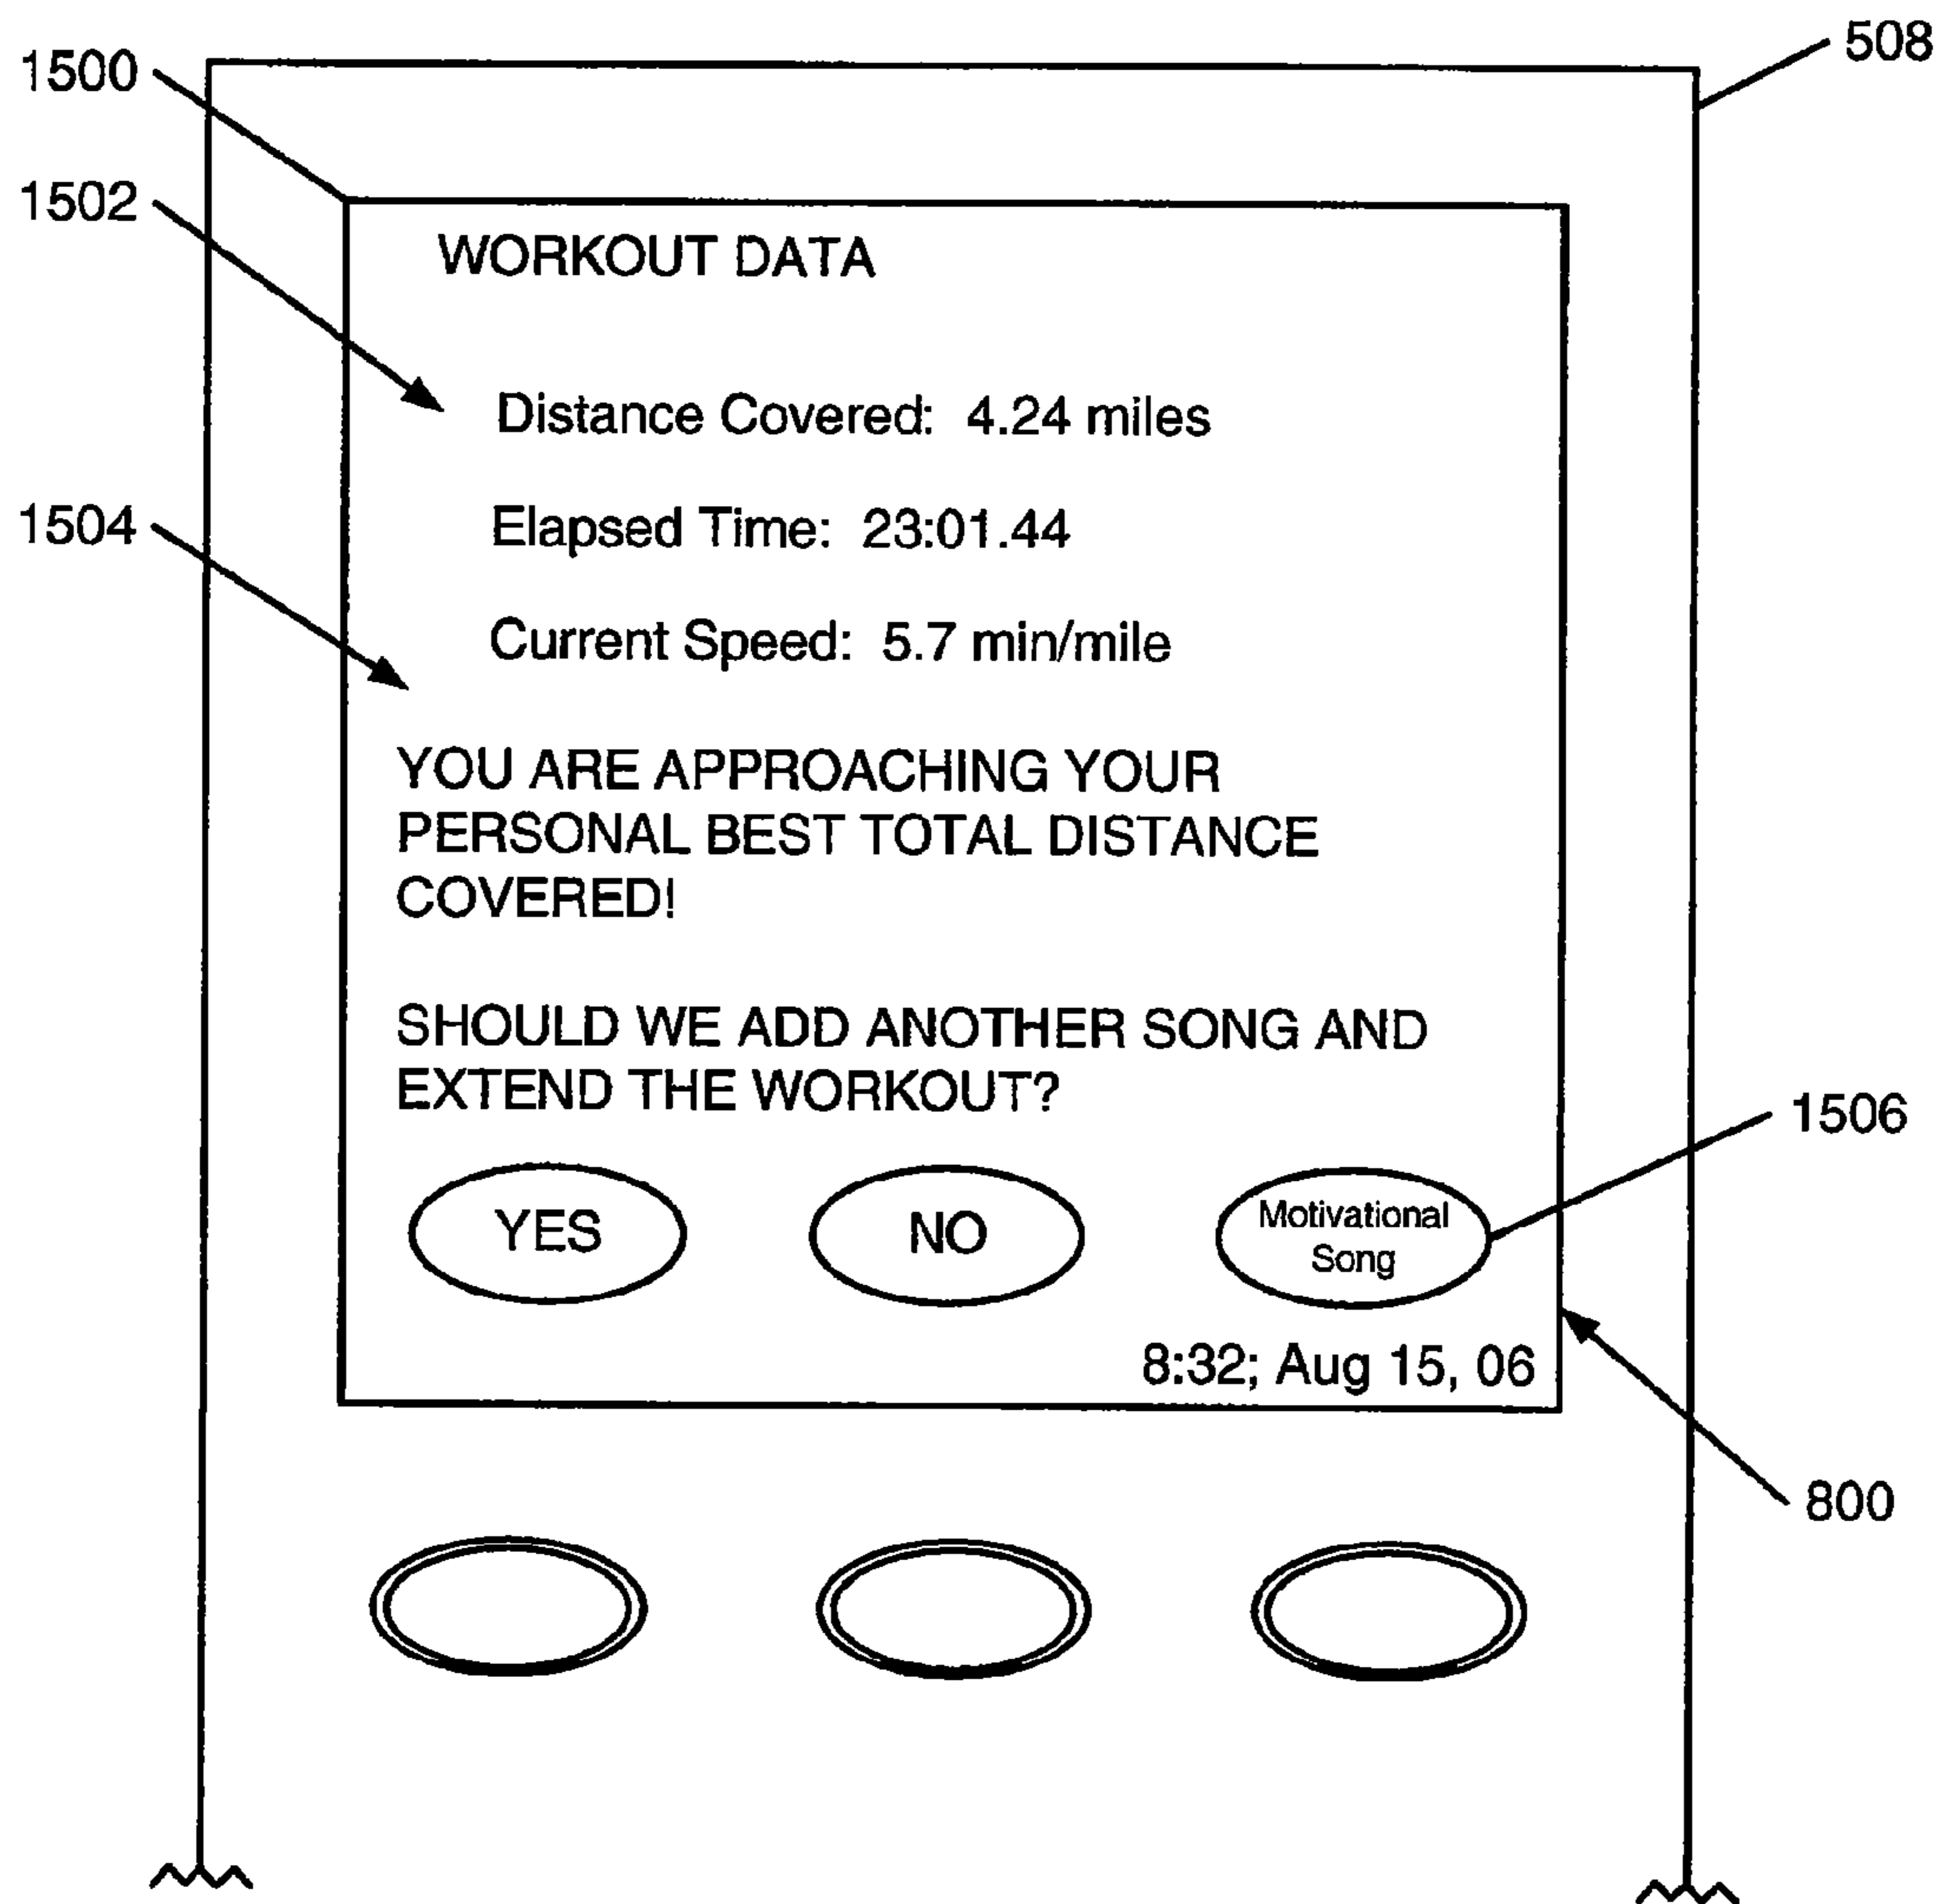 508
1500
1502
WORKOUT DATA
Distance Covered: 4.24 miles
1504
Elapsed Time: 23:01.44
Current Speed: 5.7 min/mile
YOU ARE APPROACHING YOUR
PERSONAL BEST TOTAL DISTANCE
COVERED!
SHOULD WE ADD ANOTHER SONG AND
EXTEND THE WORKOUT?
1506
YES NO Motivational
Song
8:32; Aug 15, 06
800